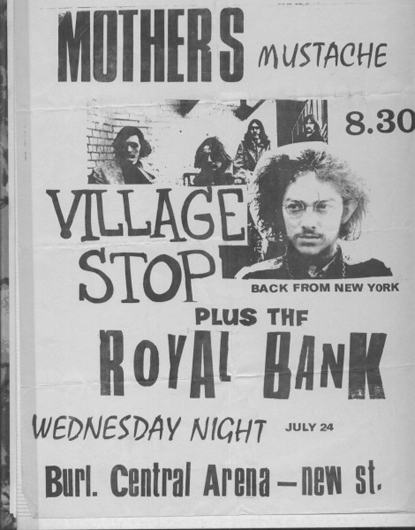 MOTHERS MUSTACHE
8.30
VILLAGE
STOP
BACK FROM NEW YORK
PLUS THE
ROYAL BANK
WEDNESDAY NIGHT JULY 24
Burl. Central Arena – new st.